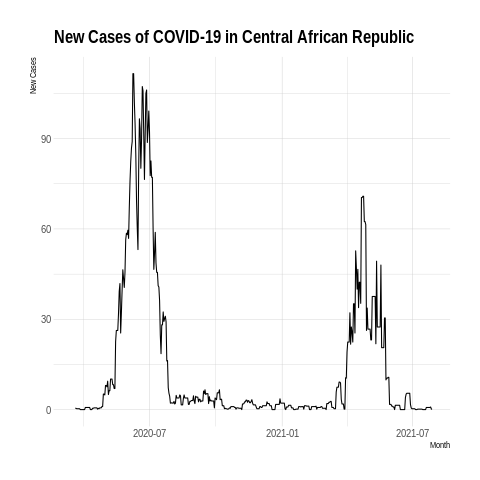 New Cases of COVID-19 in Central African Republic
New Cases
90
60
30
0
2020-07
2021-01
2021-07
Month